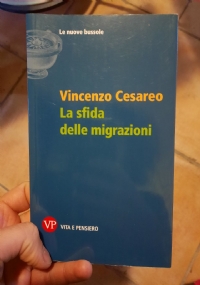 Le nuove bussole
Vincenzo Cesareo
La sfida
delle migrazioni
VP VITA E PENSIERO